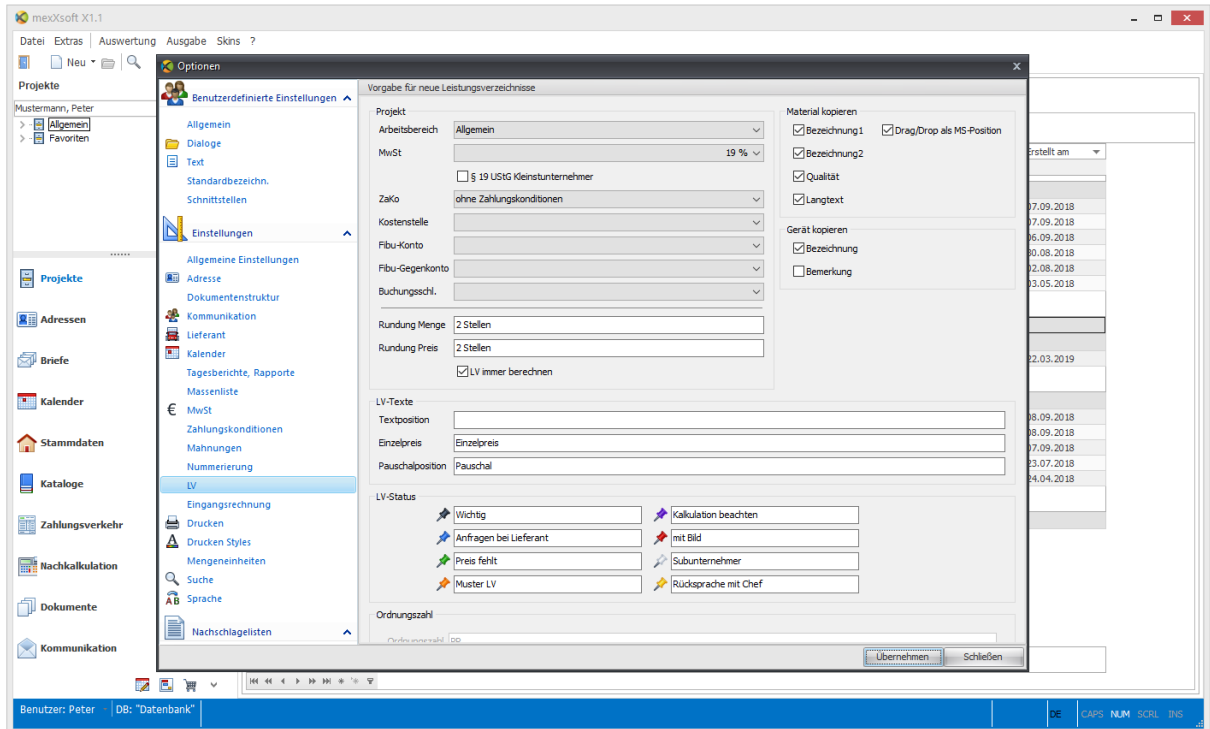 mexXsoft X1.1
Datei Extras Auswertung Ausgabe Skins ?
Neu
Projekte
Mustermann, Peter
Allgemein
Favoriten
Projekte
Adressen
Briefe
Kalender
Stammdaten
Kataloge
Zahlungsverkehr
Nachkalkulation
Dokumente
Kommunikation
Optionen
Benutzerdefinierte Einstellungen
Allgemein
Dialoge
Text
Standardbezeichn.
Schnittstellen
Einstellungen
Allgemeine Einstellungen
Adresse
Dokumentenstruktur
Kommunikation
Lieferant
Kalender
Tagesberichte, Rapporte
Massenliste
€ MwSt
Zahlungskonditionen
Mahnungen
Nummerierung
LV
Eingangsrechnung
Drucken
Drucken Styles
Mengeneinheiten
Suche
Sprache
Nachschlagelisten
Vorgabe für neue Leistungsverzeichnisse
Projekt
Arbeitsbereich Allgemein
MwSt 19 %
§ 19 UStG Kleinstunternehmer
ZaKo ohne Zahlungskonditionen
Kostenstelle
Fibu-Konto
Fibu-Gegenkonto
Buchungsschl.
Rundung Menge 2 Stellen
Rundung Preis 2 Stellen
LV immer berechnen
Material kopieren
Bezeichnung1 Drag/Drop als MS-Position
Bezeichnung2
Qualität
Langtext
Gerät kopieren
Bezeichnung
Bemerkung
LV-Texte
Textposition
Einzelpreis Einzelpreis
Pauschalposition Pauschal
LV-Status
Wichtig Kalkulation beachten
Anfragen bei Lieferant mit Bild
Preis fehlt Subunternehmer
Muster LV Rücksprache mit Chef
Ordnungszahl
Ordnungszahl PP
Übernehmen Schließen
Erstellt am
07.09.2018
07.09.2018
06.09.2018
30.08.2018
02.08.2018
03.05.2018
22.03.2019
08.09.2018
08.09.2018
07.09.2018
23.07.2018
24.04.2018
Benutzer: Peter - DB: "Datenbank" DE CAPS NUM SCRL INS